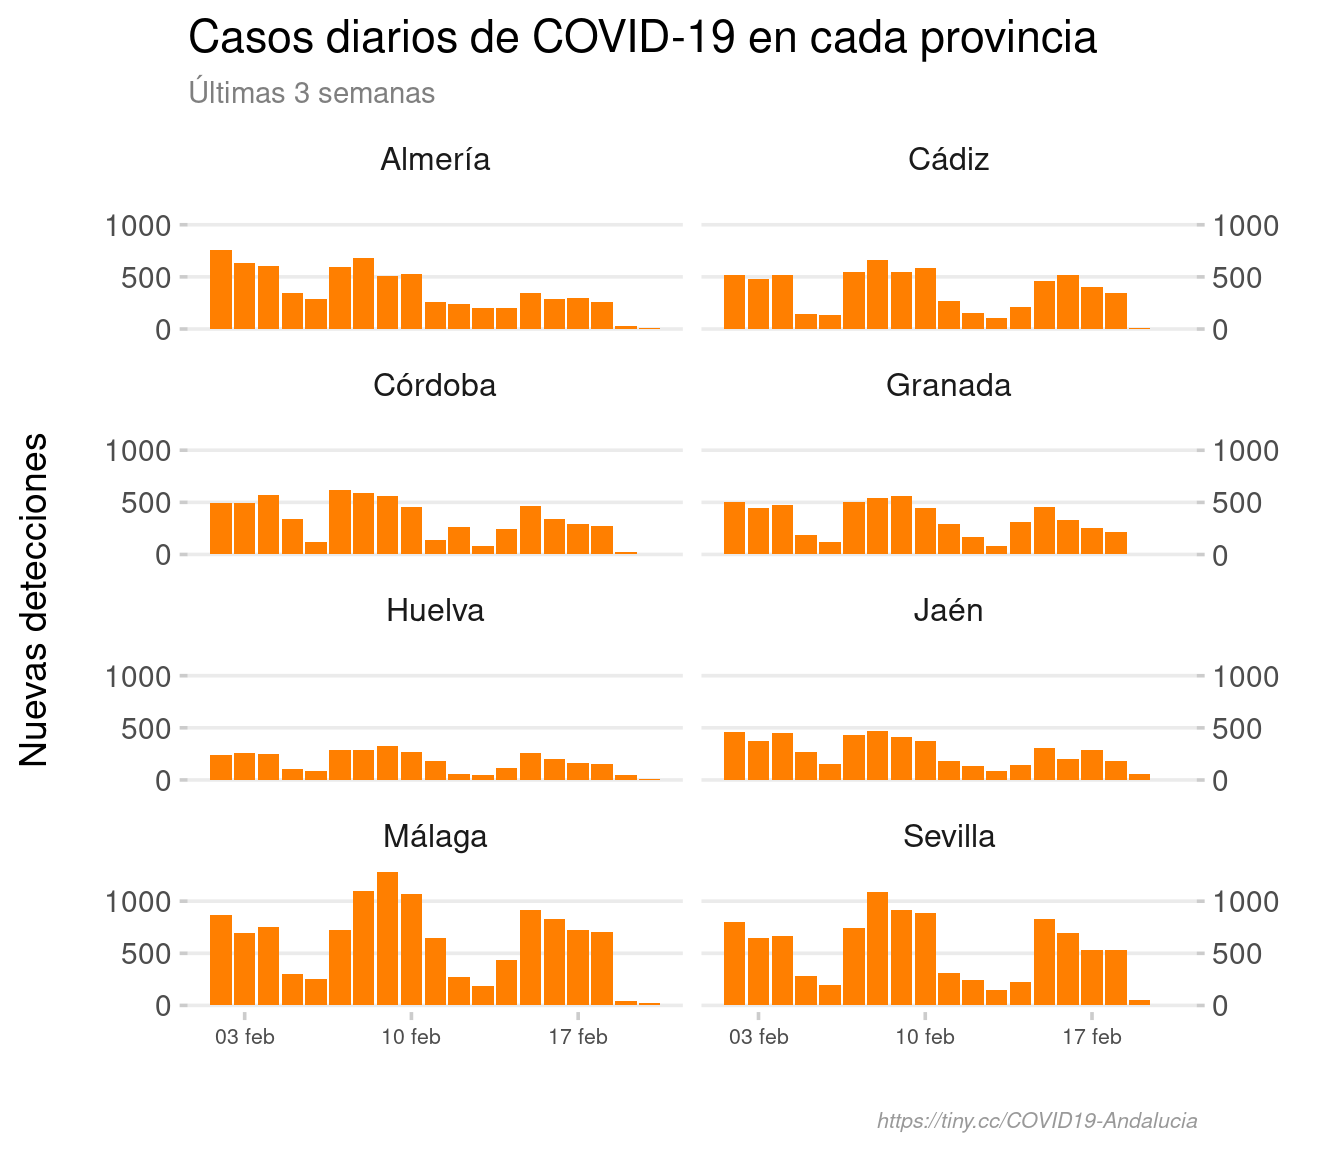 Casos diarios de COVID-19 en cada provincia
Últimas 3 semanas
Nuevas detecciones
Almería
Cádiz
1000
500
0
1000
500
0
Córdoba
Granada
1000
500
0
1000
500
0
Huelva
Jaén
1000
500
0
1000
500
0
Málaga
Sevilla
1000
500
0
1000
500
0
03 feb 10 feb 17 feb
03 feb 10 feb 17 feb
https://tiny.cc/COVID19-Andalucia